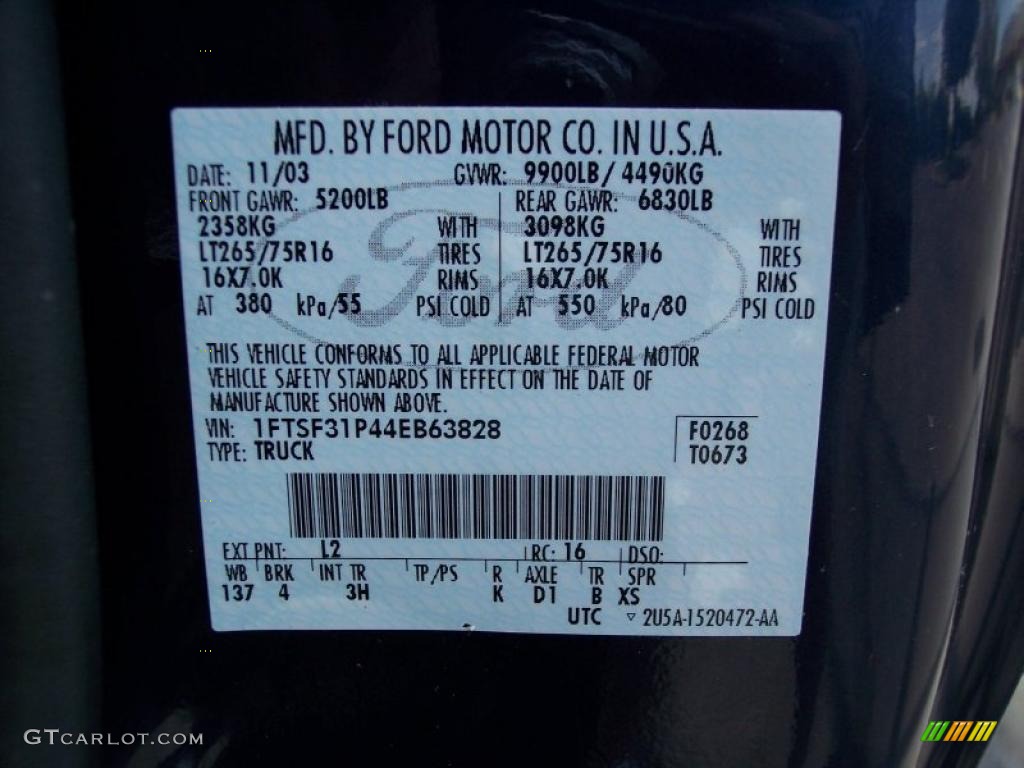 MFD. BY FORD MOTOR CO. IN U.S.A.
DATE: 11/03 GVWR: 9900LB/ 4490KG
FRONT GAWR: 5200LB REAR GAWR: 6830LB
2358KG WITH 3098KG WITH
LT265/75R16 TIRES LT265/75R16 TIRES
16X7.0K RIMS 16X7.0K RIMS
AT 380 kPa/55 PSI COLD AT 550 kPa/80 PSI COLD
Ford
THIS VEHICLE CONFORMS TO ALL APPLICABLE FEDERAL MOTOR
VEHICLE SAFETY STANDARDS IN EFFECT ON THE DATE OF
MANUFACTURE SHOWN ABOVE.
VIN: 1FTSF31P44EB63828 F0268
TYPE: TRUCK T0673
EXT PNT: L2 RC: 16 DSO:
WB BRK INT TR TP/PS R AXLE TR SPR
137 4 3H K D1 B XS
UTC ▿ 2U5A-1520472-AA
GTCARLOT.COM